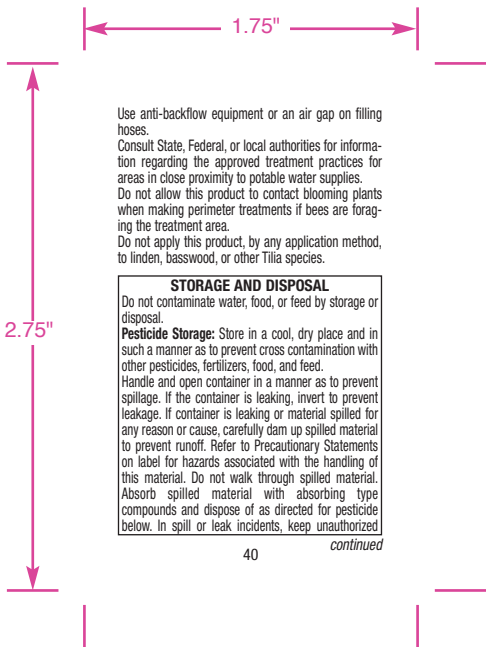 1.75"
Use anti-backflow equipment or an air gap on filling
hoses.
Consult State, Federal, or local authorities for informa-
tion regarding the approved treatment practices for
areas in close proximity to potable water supplies.
Do not allow this product to contact blooming plants
when making perimeter treatments if bees are forag-
ing the treatment area.
Do not apply this product, by any application method,
to linden, basswood, or other Tilia species.
STORAGE AND DISPOSAL
Do not contaminate water, food, or feed by storage or
disposal.
2.75"
Pesticide Storage: Store in a cool, dry place and in
such a manner as to prevent cross contamination with
other pesticides, fertilizers, food, and feed.
Handle and open container in a manner as to prevent
spillage. If the container is leaking, invert to prevent
leakage. If container is leaking or material spilled for
any reason or cause, carefully dam up spilled material
to prevent runoff. Refer to Precautionary Statements
on label for hazards associated with the handling of
this material. Do not walk through spilled material.
Absorb spilled material with absorbing type
compounds and dispose of as directed for pesticide
below. In spill or leak incidents, keep unauthorized
continued
40